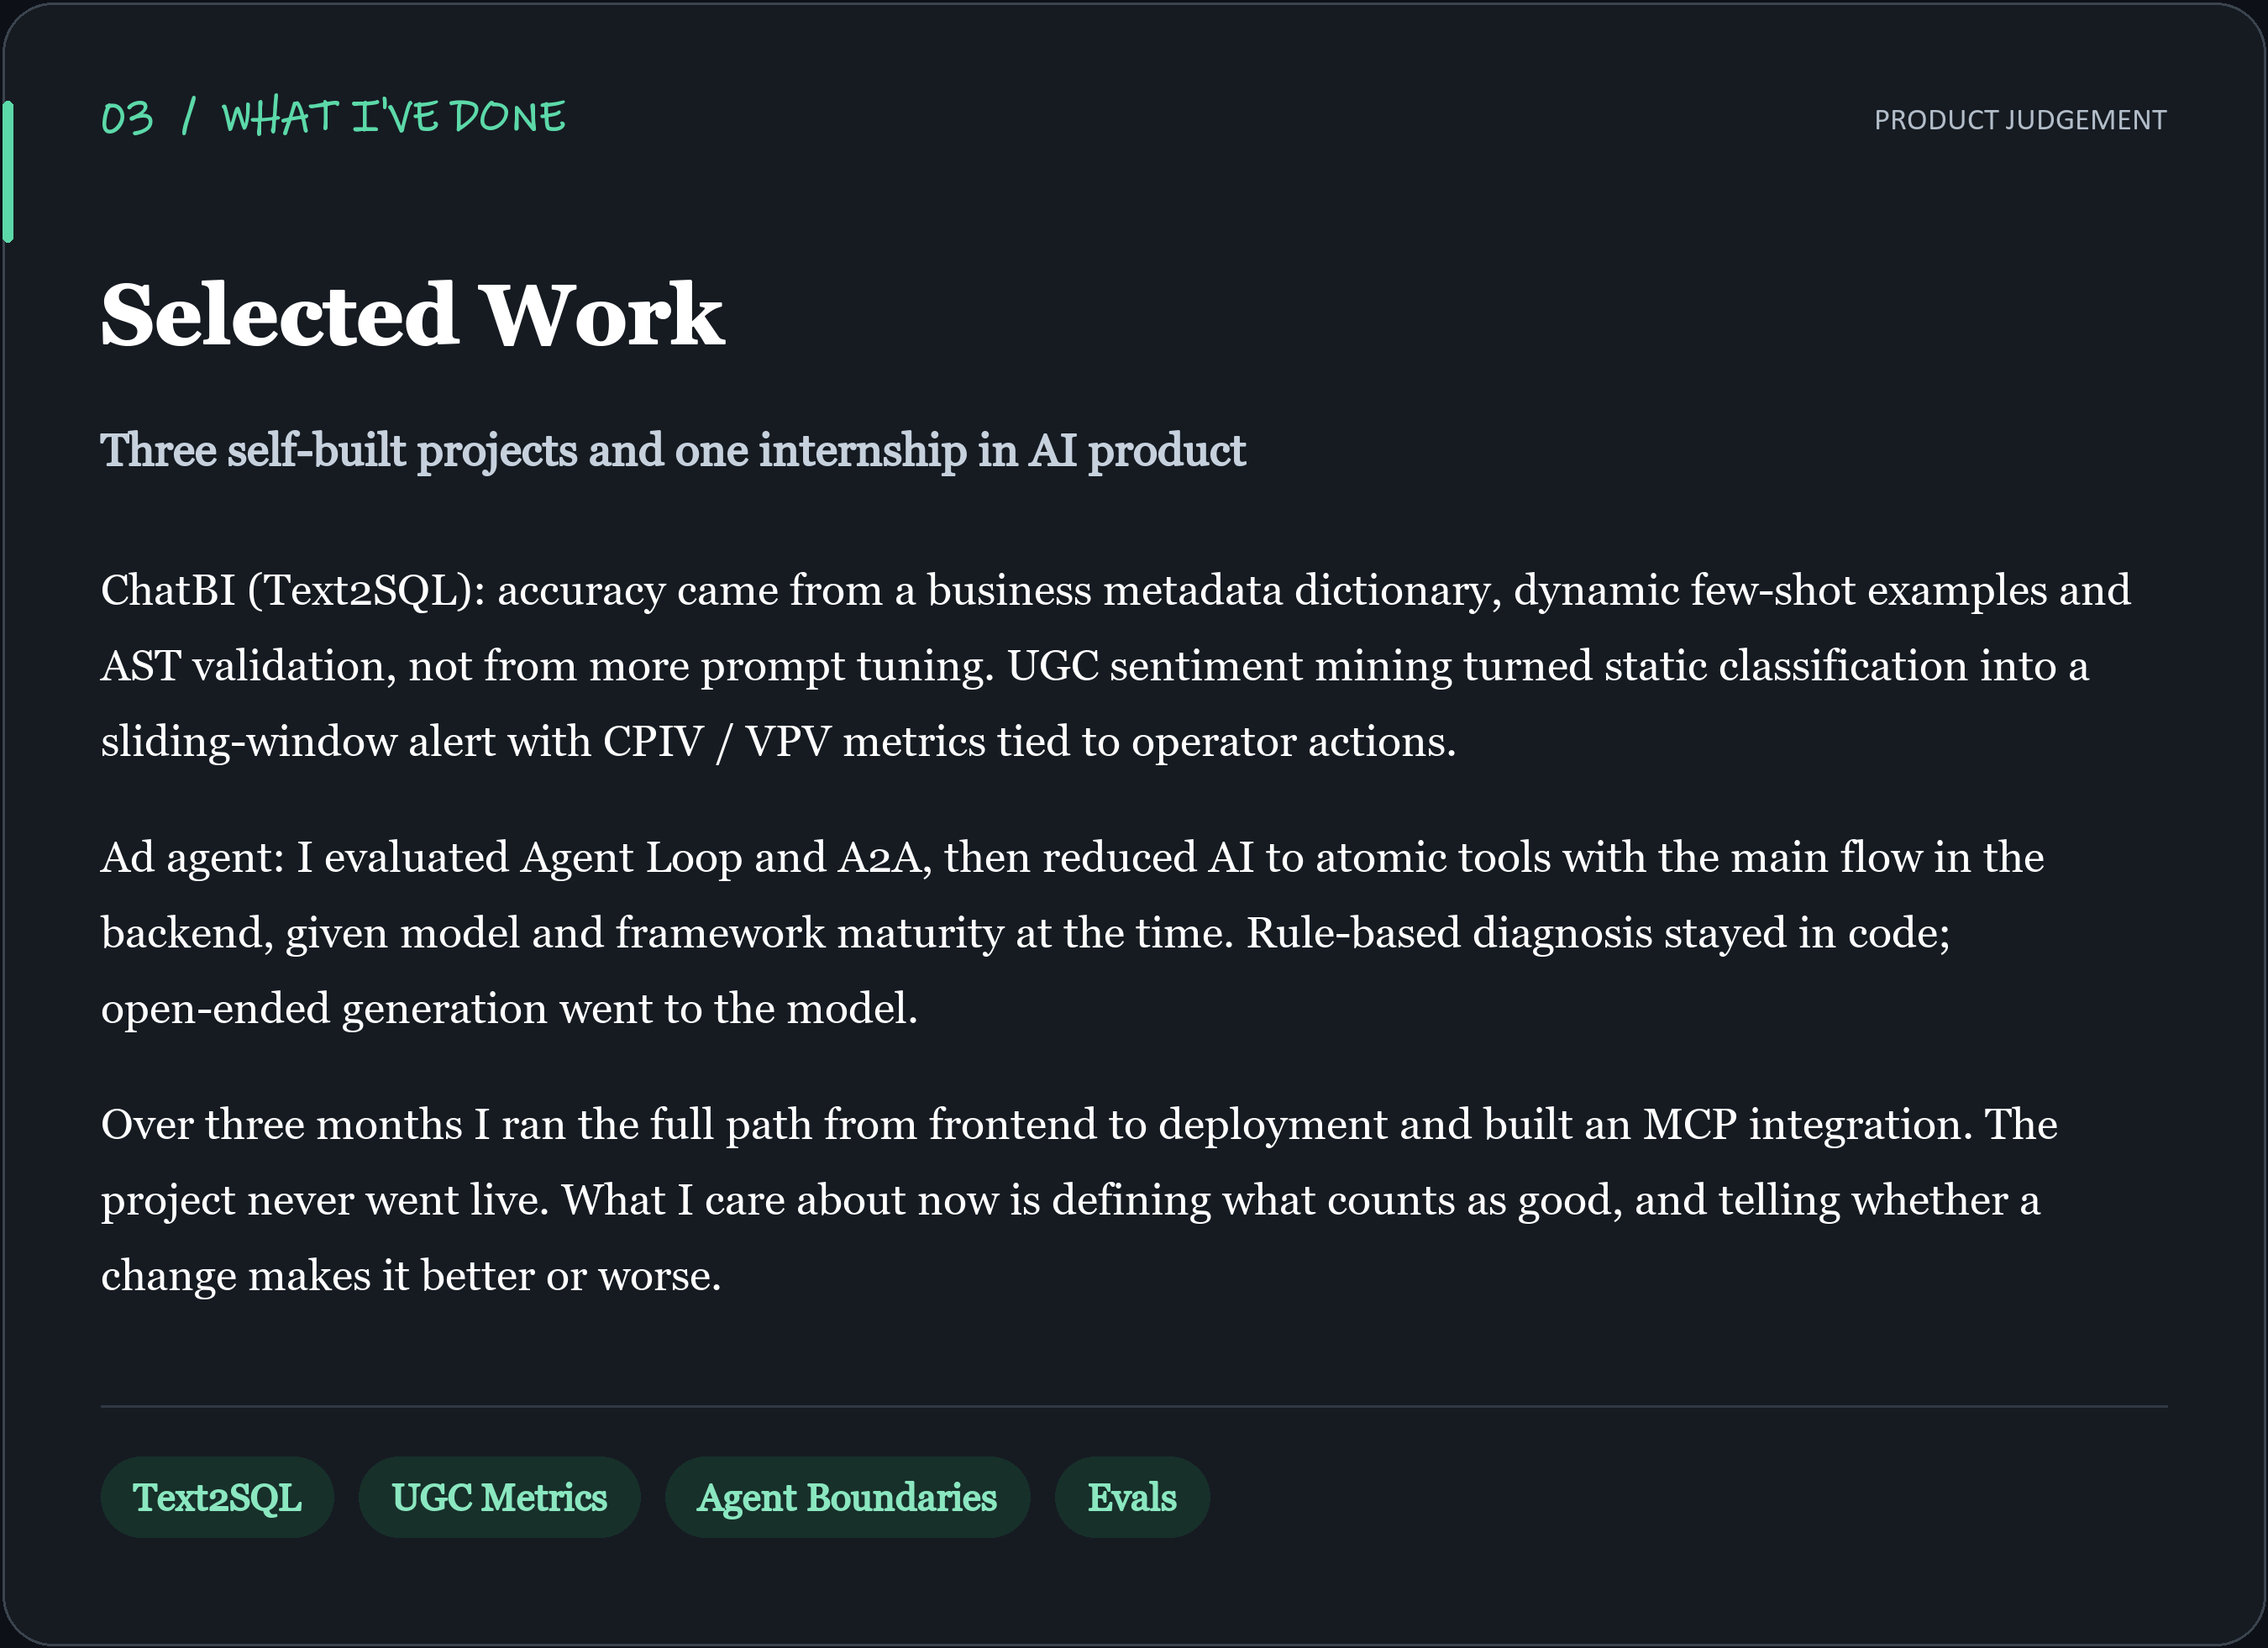 03 / WHAT I'VE DONE
PRODUCT JUDGEMENT
Selected Work
Three self-built projects and one internship in AI product
ChatBI (Text2SQL): accuracy came from a business metadata dictionary, dynamic few-shot examples and
AST validation, not from more prompt tuning. UGC sentiment mining turned static classification into a
sliding-window alert with CPIV / VPV metrics tied to operator actions.
Ad agent: I evaluated Agent Loop and A2A, then reduced AI to atomic tools with the main flow in the
backend, given model and framework maturity at the time. Rule-based diagnosis stayed in code;
open-ended generation went to the model.
Over three months I ran the full path from frontend to deployment and built an MCP integration. The
project never went live. What I care about now is defining what counts as good, and telling whether a
change makes it better or worse.
Text2SQL
UGC Metrics
Agent Boundaries
Evals